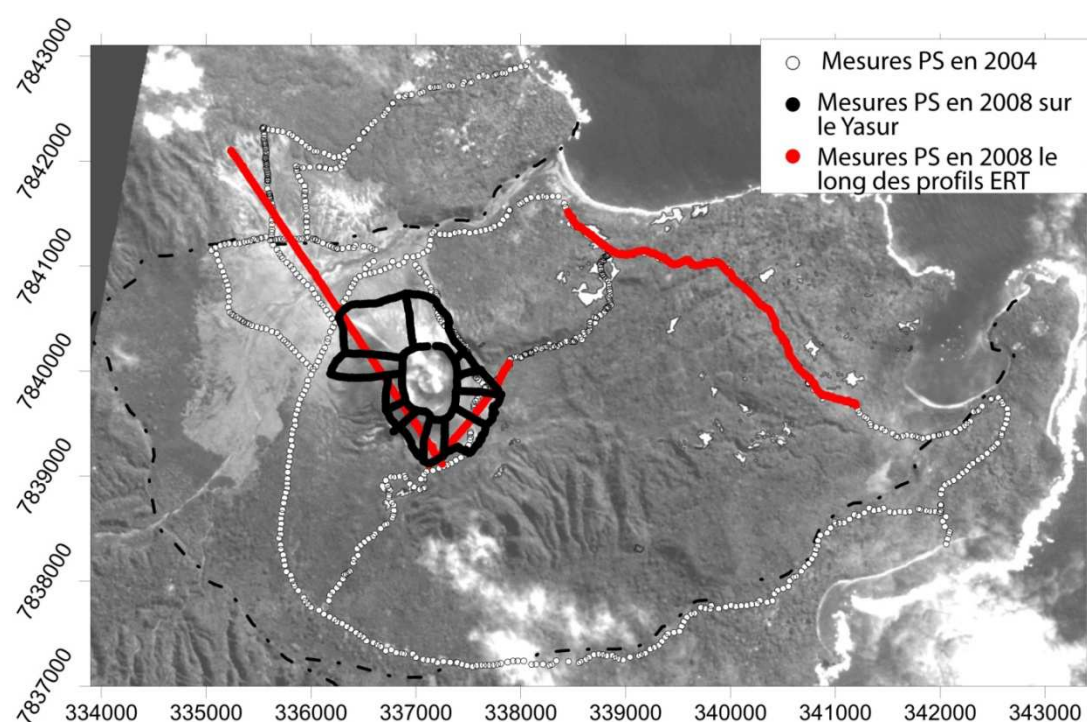 7843000
7842000
7841000
7840000
7839000
7838000
7837000
Mesures PS en 2004
Mesures PS en 2008 sur
le Yasur
Mesures PS en 2008 le
long des profils ERT
334000 335000 336000 337000 338000 339000 340000 341000 342000 343000